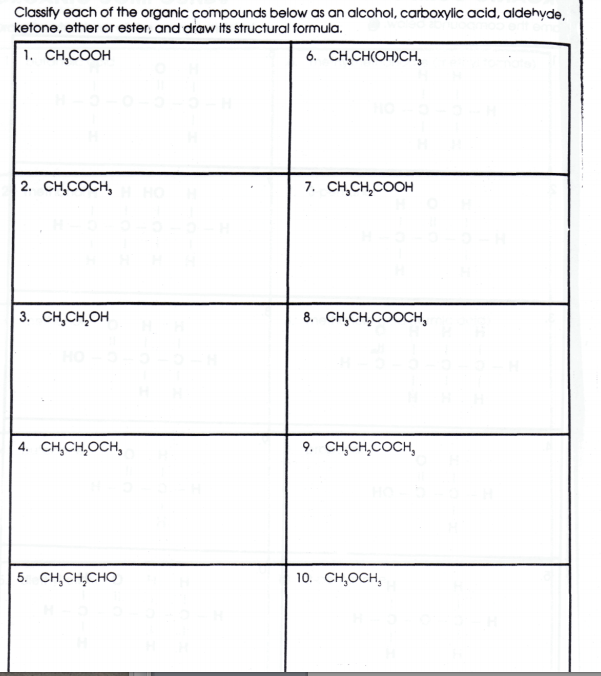 Classify each of the organic compounds below as an alcohol, carboxylic acid, aldehyde,
ketone, ether or ester, and draw its structural formula.
1. CH₃COOH
6. CH₃CH(OH)CH₃
2. CH₃COCH₃
7. CH₃CH₂COOH
3. CH₃CH₂OH
8. CH₃CH₂COOCH₃
4. CH₃CH₂OCH₃
9. CH₃CH₂COCH₃
5. CH₃CH₂CHO
10. CH₃OCH₃